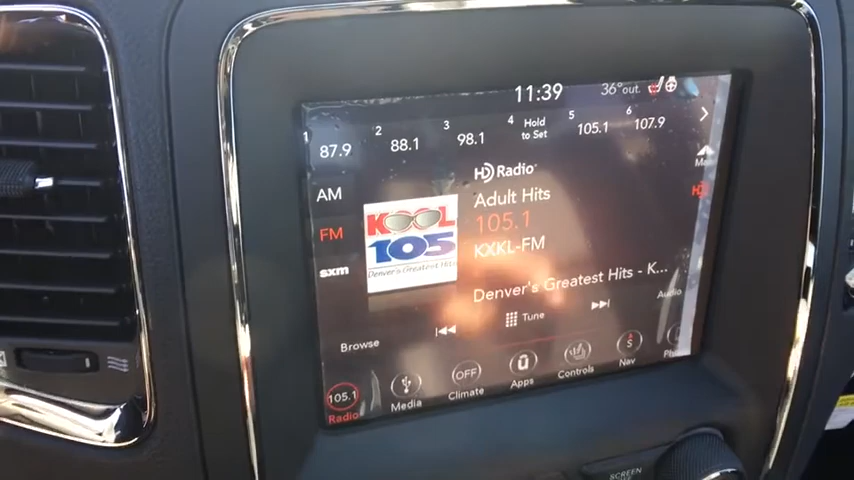 11:39 36° out.
1 87.9 2 88.1 3 98.1 4 Hold to Set 5 105.1 6 107.9
Main
HD Radio
AM
FM
sxm
KOOL
105
Denver's Greatest Hits
Adult Hits
105.1
KXKL-FM
HD
Denver's Greatest Hits - K...
Browse
Tune
Audio
105.1
Radio
Media
OFF
Climate
Apps
Controls
S
Nav
SCREEN